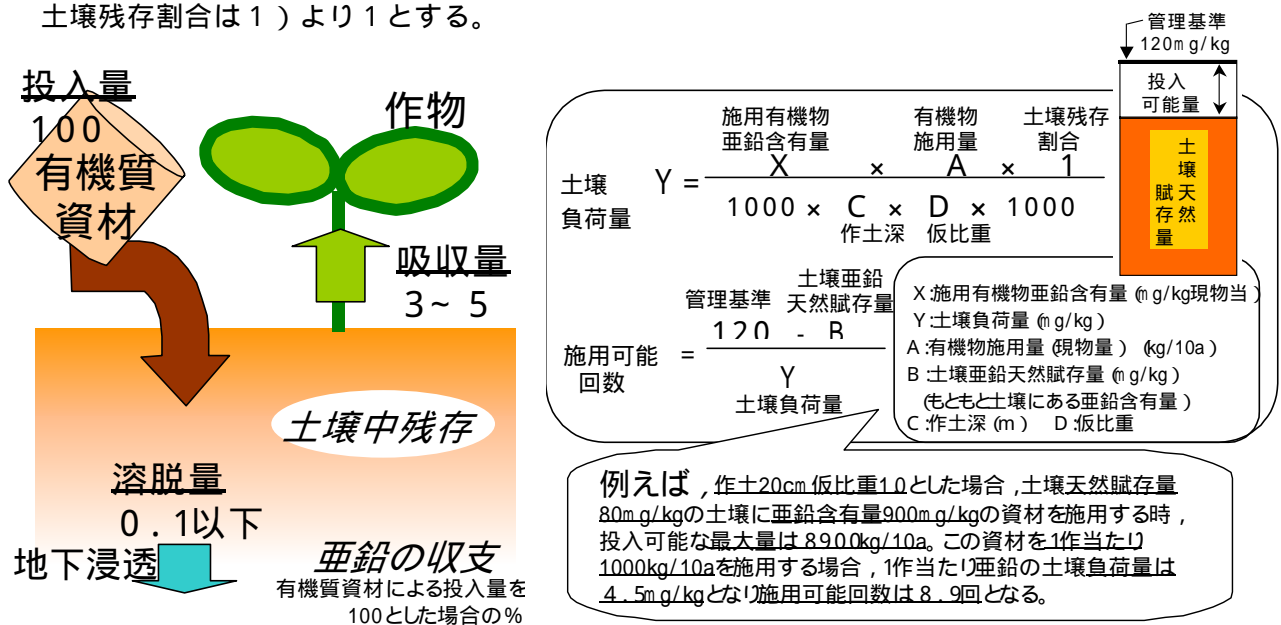 土壌残存割合は１）より１とする。
投入量
100
有機質
資材
作物
吸収量
3~ 5
土壌中残存
溶脱量
0.1以下
地下浸透
亜鉛の収支
有機質資材による投入量を
100とした場合の%
管理基準
120mg/kg
投入
可能量
土壌天然
賦存量
施用有機物
亜鉛含有量
有機物
施用量
土壌残存
割合
土壌
負荷量
Y =
X × A × 1
1000 × C × D × 1000
作土深 仮比重
管理基準
土壌亜鉛
天然賦存量
施用可能
回数
=
120 - B
Y
土壌負荷量
X:施用有機物亜鉛含有量(mg/kg現物当)
Y:土壌負荷量(mg/kg)
A:有機物施用量(現物量) (kg/10a)
B:土壌亜鉛天然賦存量(mg/kg)
(もともと土壌にある亜鉛含有量)
C:作土深(m) D:仮比重
例えば,作土20cm仮比重1.0とした場合,土壌天然賦存量
80mg/kgの土壌に亜鉛含有量900mg/kgの資材を施用する時,
投入可能な最大量は8900kg/10a。この資材を1作当たり
1000kg/10aを施用する場合,1作当たり亜鉛の土壌負荷量は
4.5mg/kgとなり施用可能回数は8.9回となる。